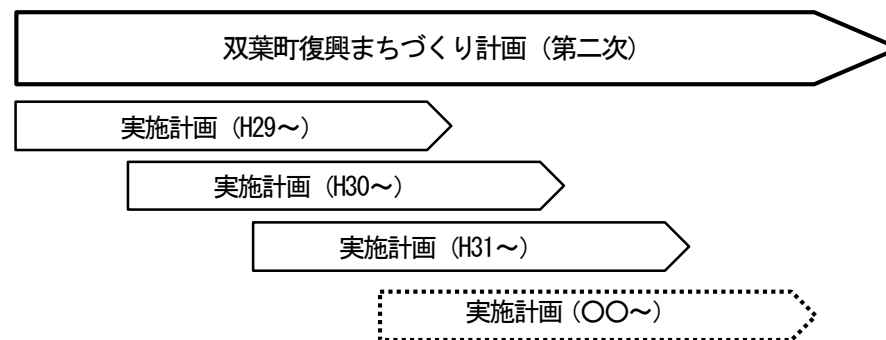 双葉町復興まちづくり計画（第二次）
実施計画（H29～）
実施計画（H30～）
実施計画（H31～）
実施計画（〇〇～）